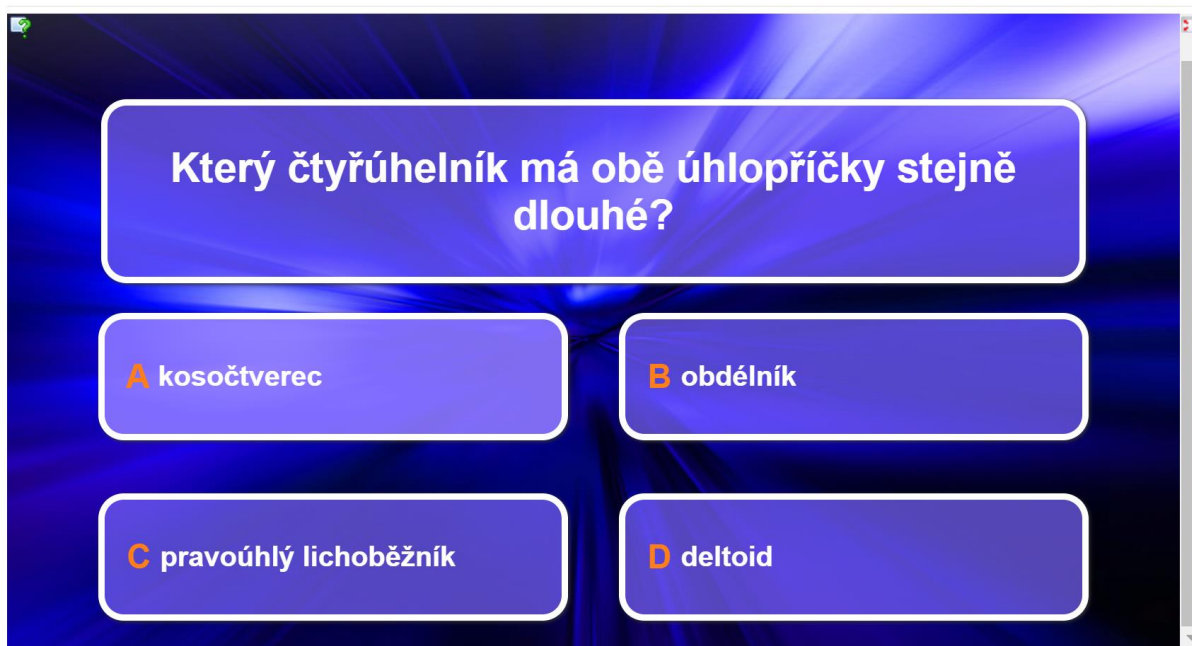 Který čtyřúhelník má obě úhlopříčky stejně
dlouhé?
A kosočtverec
B obdélník
C pravoúhlý lichoběžník
D deltoid